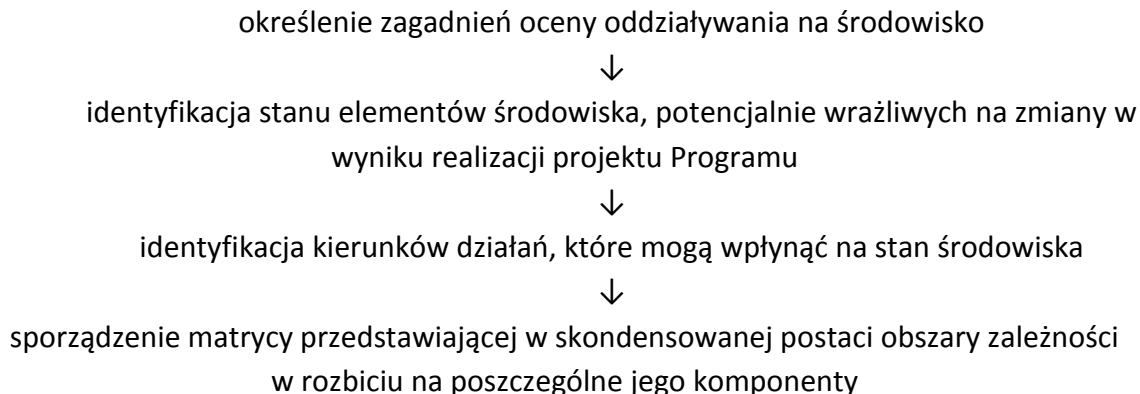 określenie zagadnień oceny oddziaływania na środowisko
↓
identyfikacja stanu elementów środowiska, potencjalnie wrażliwych na zmiany w
wyniku realizacji projektu Programu
↓
identyfikacja kierunków działań, które mogą wpłynąć na stan środowiska
↓
sporządzenie matrycy przedstawiającej w skondensowanej postaci obszary zależności
w rozbiciu na poszczególne jego komponenty